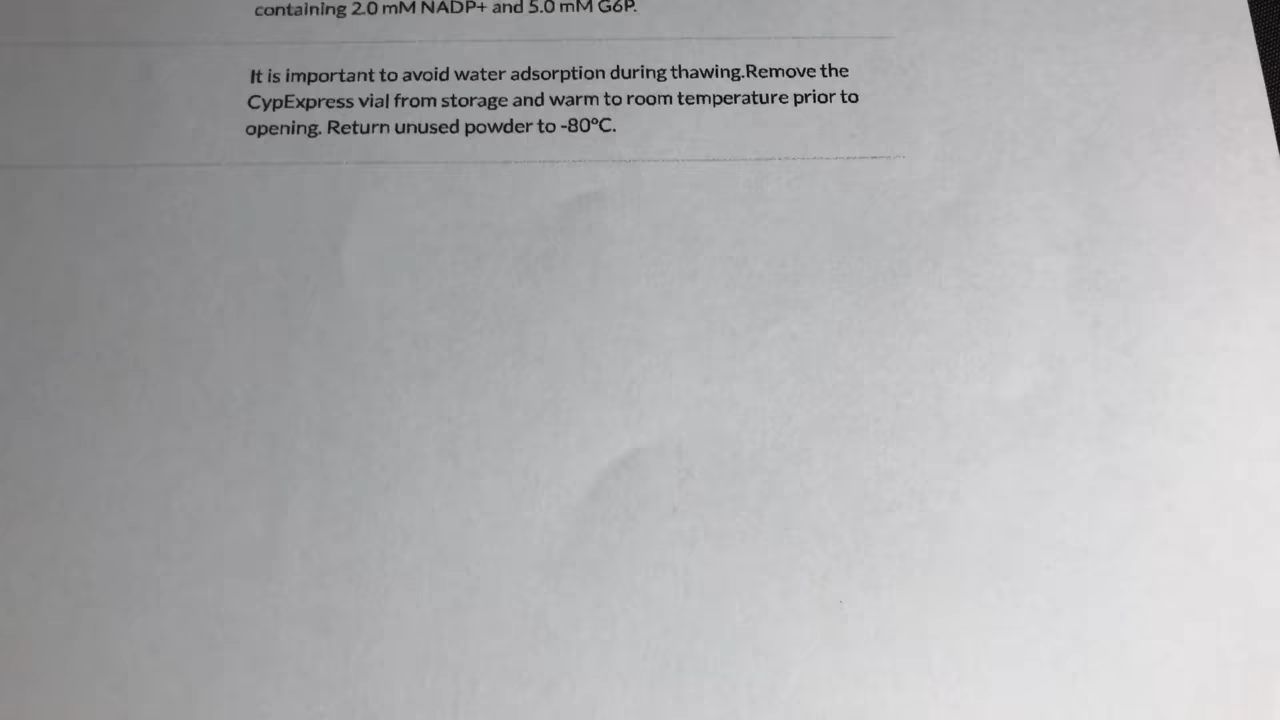 containing 2.0 mM NADP+ and 5.0 mM G6P.
It is important to avoid water adsorption during thawing.Remove the
CypExpress vial from storage and warm to room temperature prior to
opening. Return unused powder to -80ºC.